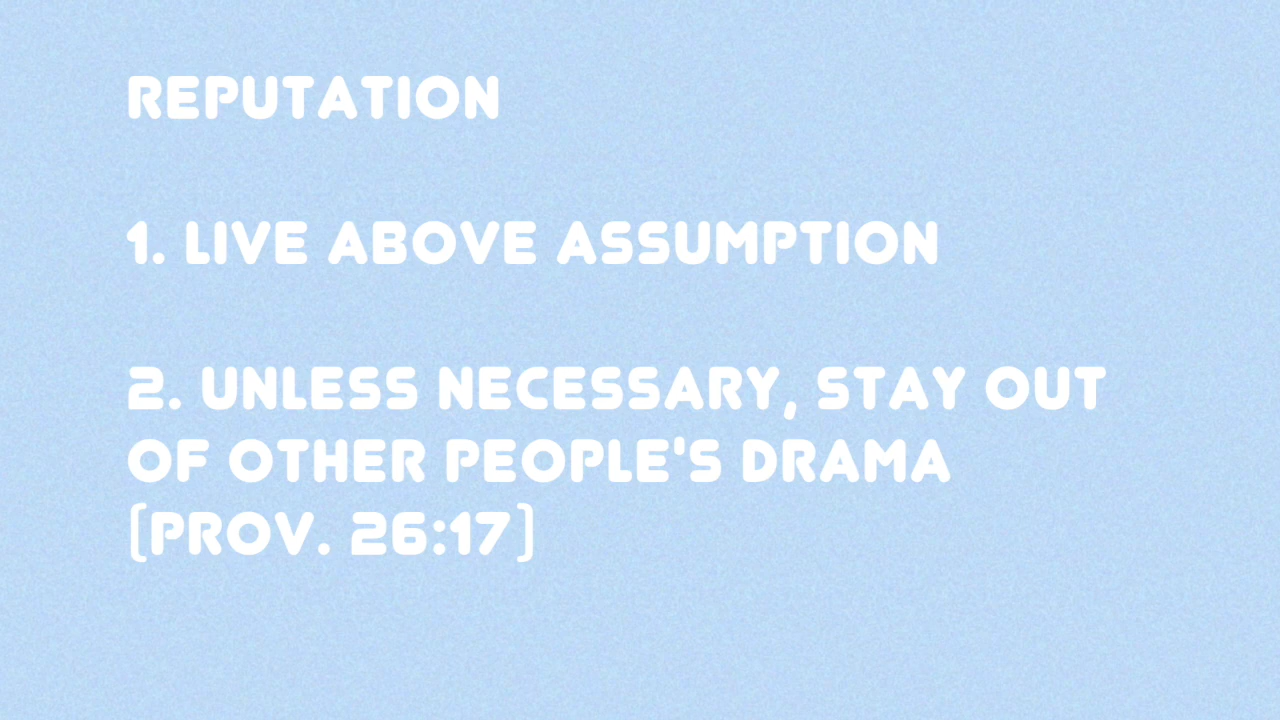 REPUTATION
1. LIVE ABOVE ASSUMPTION
2. UNLESS NECESSARY, STAY OUT
OF OTHER PEOPLE'S DRAMA
(PROV. 26:17)